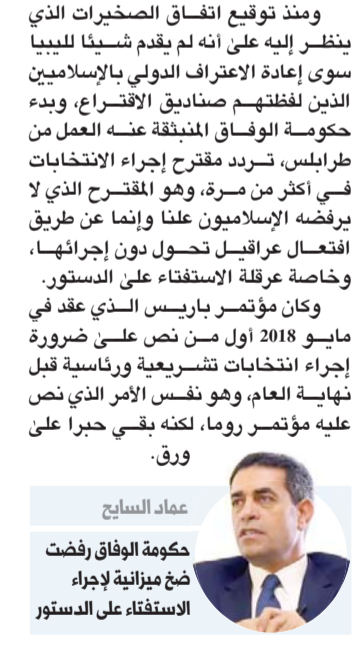 ومنذ توقيع اتفاق الصخيرات الذي
ينظر إليه على أنه لم يقدم شيئا لليبيا
سوى إعادة الاعتراف الدولي بالإسلاميين
الذين لفظتهم صناديق الاقتراع، وبدء
حكومة الوفاق المنبثقة عنه العمل من
طرابلس، تردد مقترح إجراء الانتخابات
في أكثر من مرة، وهو المقترح الذي لا
يرفضه الإسلاميون علنا وإنما عن طريق
افتعال عراقيل تحول دون إجرائها،
وخاصة عرقلة الاستفتاء على الدستور.
وكان مؤتمر باريس الذي عقد في
مايو 2018 أول من نص على ضرورة
إجراء انتخابات تشريعية ورئاسية قبل
نهاية العام، وهو نفس الأمر الذي نص
عليه مؤتمر روما، لكنه بقي حبرا على
ورق.
عماد السايح
حكومة الوفاق رفضت
ضخ ميزانية لإجراء
الاستفتاء على الدستور